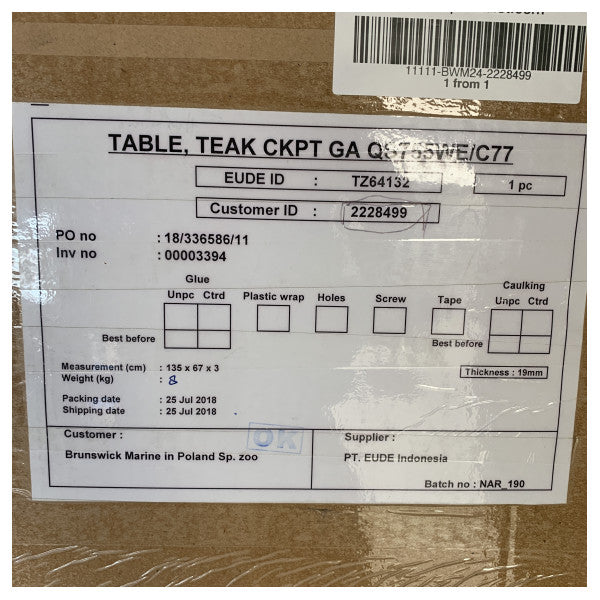 11111-BWM24-2228499
1 from 1
TABLE, TEAK CKPT GA QS755WE/C77
EUDE ID : TZ64132
1 pc
Customer ID : 2228499
PO no : 18/336586/11
Inv no : 00003394
Glue
Unpc Ctrd
Plastic wrap
Holes
Screw
Tape
Caulking
Unpc Ctrd
Best before
Best before
Measurement (cm) : 135 x 67 x 3
Weight (kg) : 8
Thickness : 19mm
Packing date : 25 Jul 2018
Shipping date : 25 Jul 2018
OK
Customer :
Brunswick Marine in Poland Sp. zoo
Supplier :
PT. EUDE Indonesia
Batch no : NAR_190